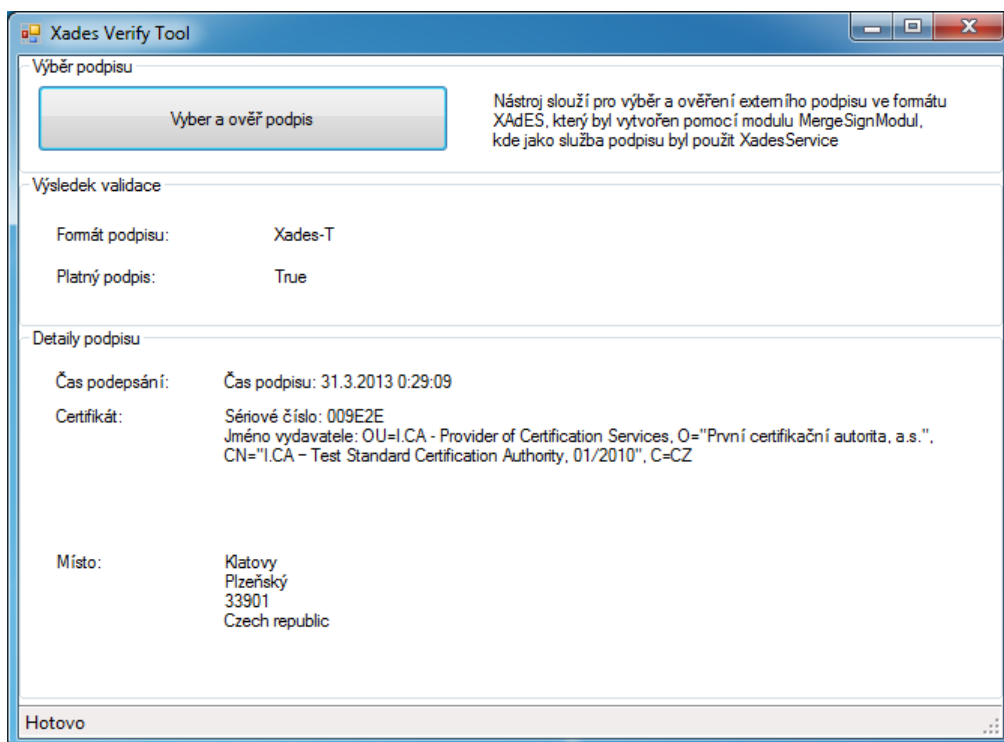 Xades Verify Tool
Výběr podpisu
Vyber a ověř podpis
Nástroj slouží pro výběr a ověření externího podpisu ve formátu
XAdES, který byl vytvořen pomocí modulu MergeSignModul,
kde jako služba podpisu byl použit XadesService
Výsledek validace
Formát podpisu: Xades-T
Platný podpis: True
Detaily podpisu
Čas podepsání: Čas podpisu: 31.3.2013 0:29:09
Certifikát: Sériové číslo: 009E2E
Jméno vydavatele: OU=I.CA - Provider of Certification Services, O="První certifikační autorita, a.s.",
CN="I.CA – Test Standard Certification Authority, 01/2010", C=CZ
Místo: Klatovy
Plzeňský
33901
Czech republic
Hotovo